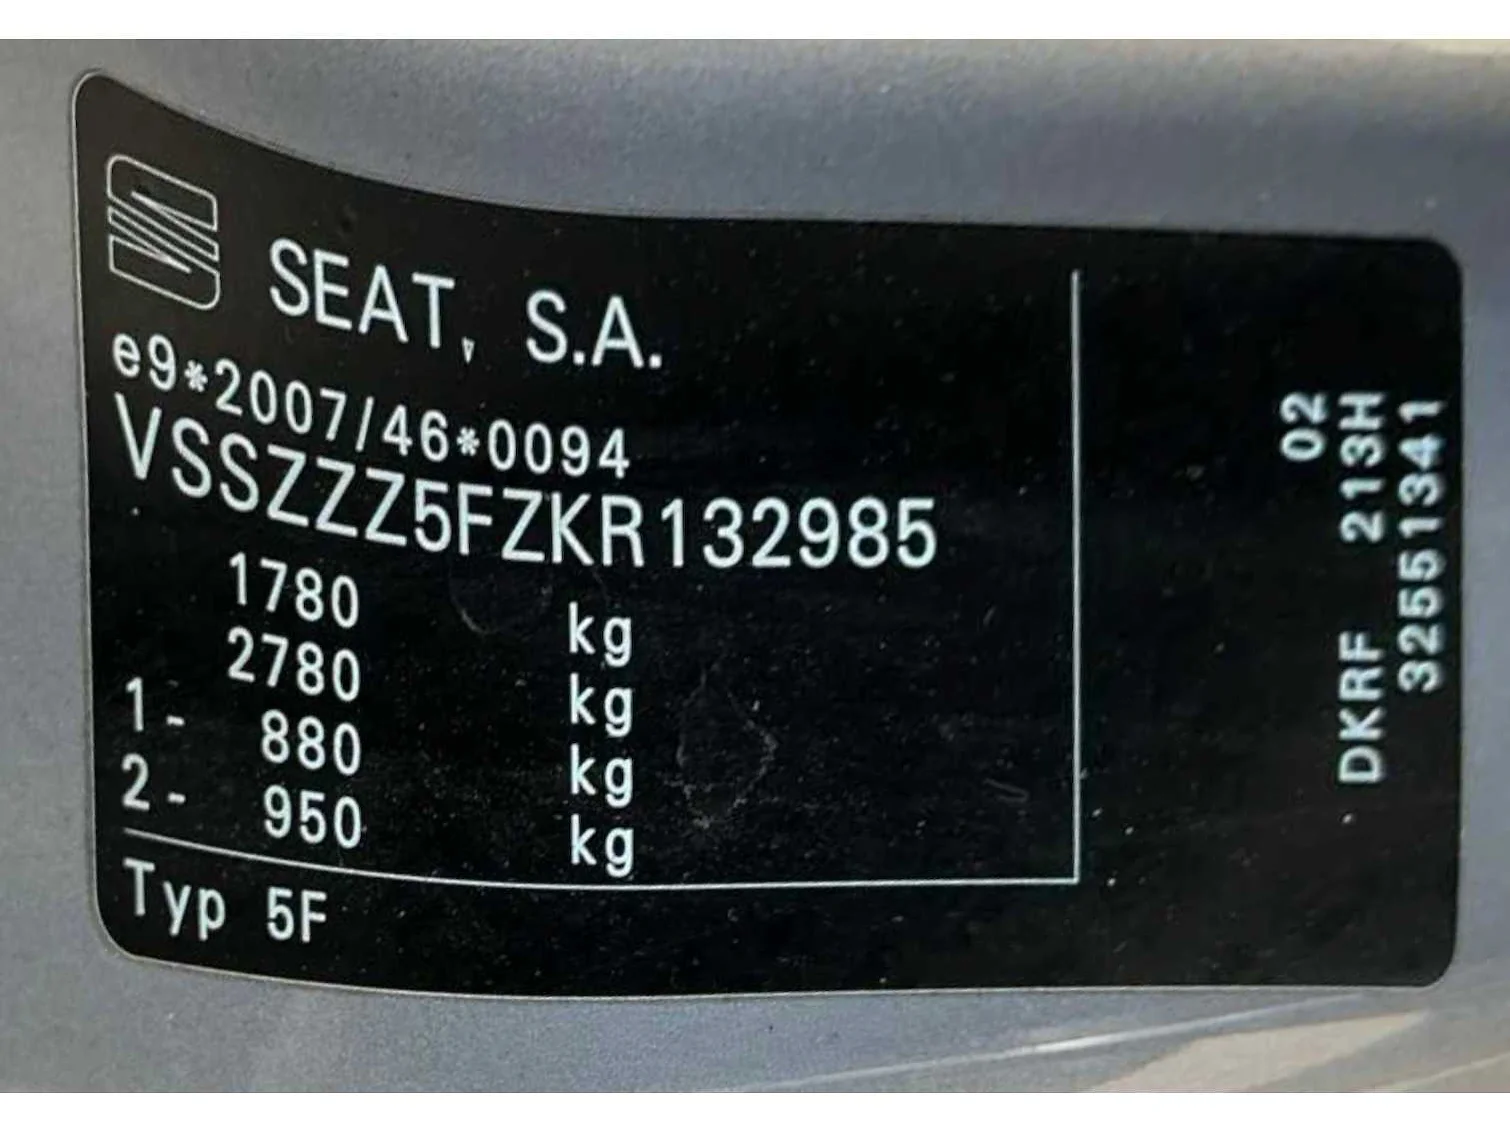 SEAT, S.A.
e9*2007/46*0094
VSSZZZ5FZKR132985
1780 kg
2780 kg
1- 880 kg
2- 950 kg
Typ 5F
02
DKRF 213H
32551341